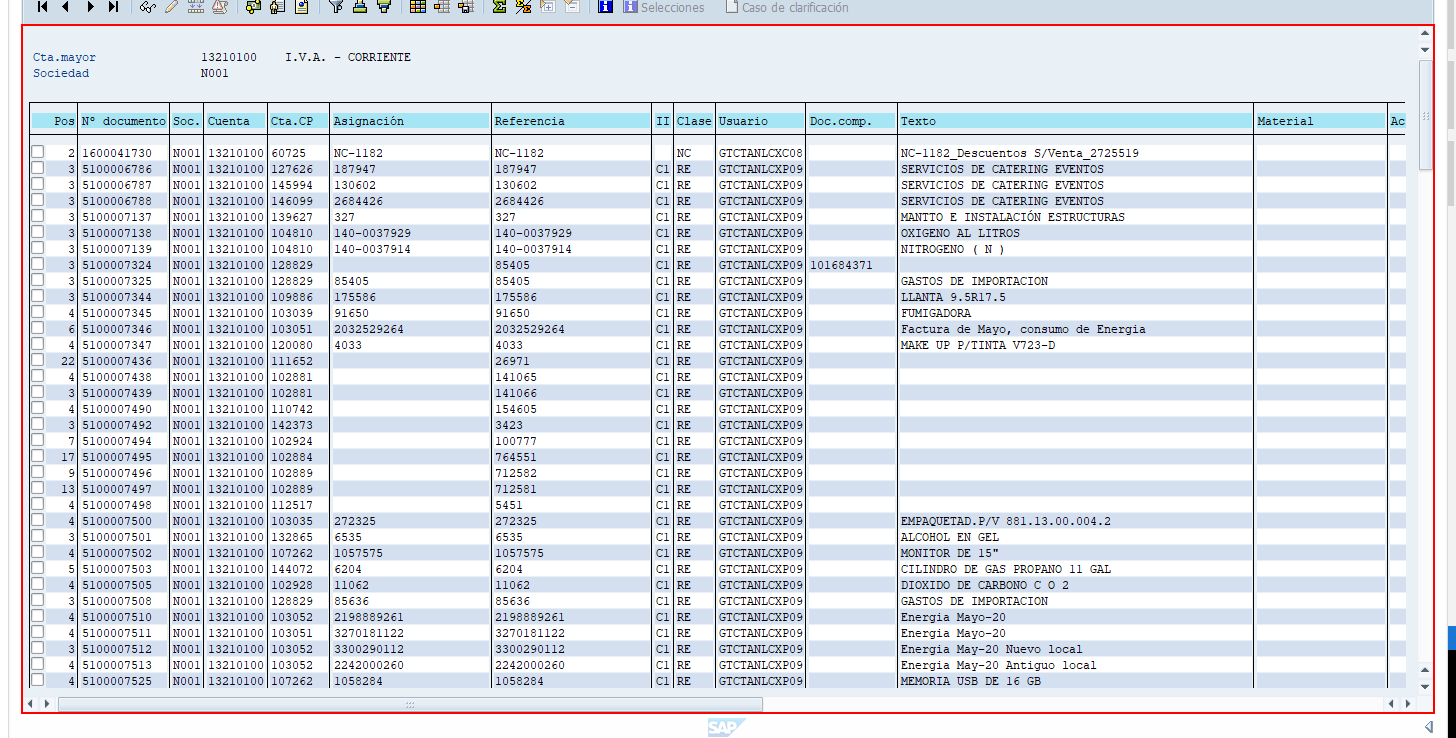 Selecciones Caso de clarificación
Cta.mayor 13210100 I.V.A. - CORRIENTE
Sociedad N001
Pos Nº documento Soc. Cuenta Cta.CP Asignación Referencia II Clase Usuario Doc.comp. Texto Material Ac
2 1600041730 N001 13210100 60725 NC-1182 NC-1182 NC GTCTANLCXC08 NC-1182_Descuentos S/Venta_2725519
3 5100006786 N001 13210100 127626 187947 187947 C1 RE GTCTANLCXP09 SERVICIOS DE CATERING EVENTOS
3 5100006787 N001 13210100 145994 130602 130602 C1 RE GTCTANLCXP09 SERVICIOS DE CATERING EVENTOS
3 5100006788 N001 13210100 146099 2684426 2684426 C1 RE GTCTANLCXP09 SERVICIOS DE CATERING EVENTOS
3 5100007137 N001 13210100 139627 327 327 C1 RE GTCTANLCXP09 MANTTO E INSTALACIÓN ESTRUCTURAS
3 5100007138 N001 13210100 104810 140-0037929 140-0037929 C1 RE GTCTANLCXP09 OXIGENO AL LITROS
3 5100007139 N001 13210100 104810 140-0037914 140-0037914 C1 RE GTCTANLCXP09 NITROGENO ( N )
3 5100007324 N001 13210100 128829 85405 C1 RE GTCTANLCXP09 101684371
3 5100007325 N001 13210100 128829 85405 85405 C1 RE GTCTANLCXP09 GASTOS DE IMPORTACION
3 5100007344 N001 13210100 109886 175586 175586 C1 RE GTCTANLCXP09 LLANTA 9.5R17.5
4 5100007345 N001 13210100 103039 91650 91650 C1 RE GTCTANLCXP09 FUMIGADORA
6 5100007346 N001 13210100 103051 2032529264 2032529264 C1 RE GTCTANLCXP09 Factura de Mayo, consumo de Energia
4 5100007347 N001 13210100 120080 4033 4033 C1 RE GTCTANLCXP09 MAKE UP P/TINTA V723-D
22 5100007436 N001 13210100 111652 26971 C1 RE GTCTANLCXP09
4 5100007438 N001 13210100 102881 141065 C1 RE GTCTANLCXP09
3 5100007439 N001 13210100 102881 141066 C1 RE GTCTANLCXP09
4 5100007490 N001 13210100 110742 154605 C1 RE GTCTANLCXP09
3 5100007492 N001 13210100 142373 3423 C1 RE GTCTANLCXP09
7 5100007494 N001 13210100 102924 100777 C1 RE GTCTANLCXP09
17 5100007495 N001 13210100 102884 764551 C1 RE GTCTANLCXP09
9 5100007496 N001 13210100 102889 712582 C1 RE GTCTANLCXP09
13 5100007497 N001 13210100 102889 712581 C1 RE GTCTANLCXP09
4 5100007498 N001 13210100 112517 5451 C1 RE GTCTANLCXP09
4 5100007500 N001 13210100 103035 272325 272325 C1 RE GTCTANLCXP09 EMPAQUETAD.P/V 881.13.00.004.2
3 5100007501 N001 13210100 132865 6535 6535 C1 RE GTCTANLCXP09 ALCOHOL EN GEL
4 5100007502 N001 13210100 107262 1057575 1057575 C1 RE GTCTANLCXP09 MONITOR DE 15"
5 5100007503 N001 13210100 144072 6204 6204 C1 RE GTCTANLCXP09 CILINDRO DE GAS PROPANO 11 GAL
4 5100007505 N001 13210100 102928 11062 11062 C1 RE GTCTANLCXP09 DIOXIDO DE CARBONO C O 2
3 5100007508 N001 13210100 128829 85636 85636 C1 RE GTCTANLCXP09 GASTOS DE IMPORTACION
4 5100007510 N001 13210100 103052 2198889261 2198889261 C1 RE GTCTANLCXP09 Energia Mayo-20
4 5100007511 N001 13210100 103051 3270181122 3270181122 C1 RE GTCTANLCXP09 Energia Mayo-20
3 5100007512 N001 13210100 103052 3300290112 3300290112 C1 RE GTCTANLCXP09 Energia May-20 Nuevo local
4 5100007513 N001 13210100 103052 2242000260 2242000260 C1 RE GTCTANLCXP09 Energia May-20 Antiguo local
4 5100007525 N001 13210100 107262 1058284 1058284 C1 RE GTCTANLCXP09 MEMORIA USB DE 16 GB
SAP